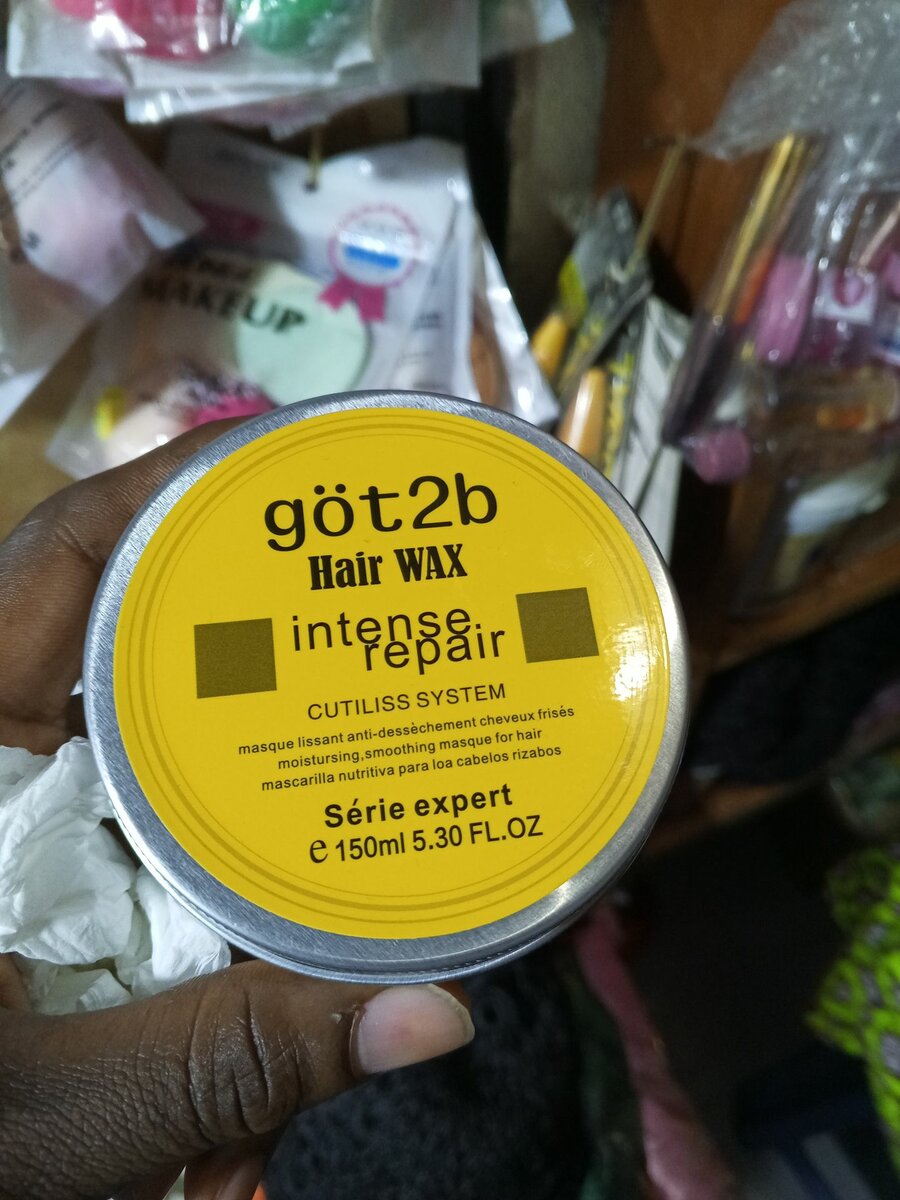 MAKEUP
göt2b
Hair WAX
intense
repair
CUTILISS SYSTEM
masque lissant anti-dessèchement cheveux frisés
moistursing,smoothing masque for hair
mascarilla nutritiva para loa cabelos rizabos
Série expert
e 150ml 5.30 FL.OZ